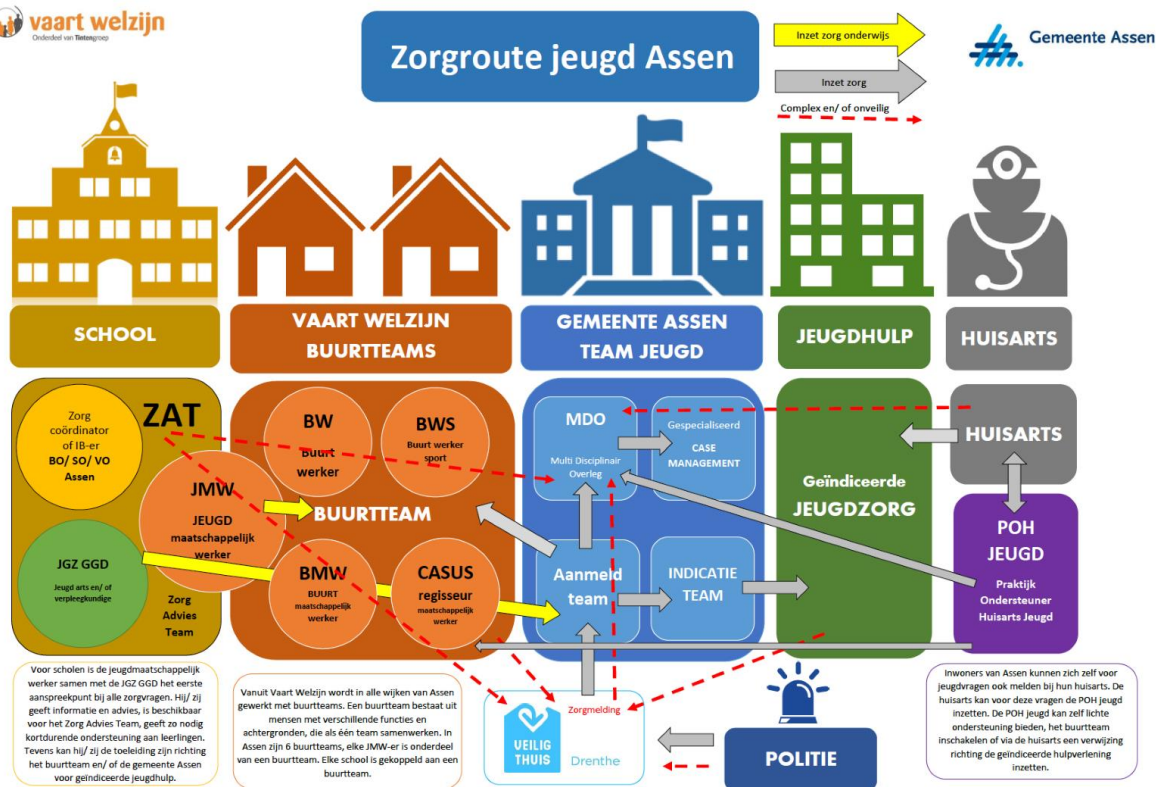 vaart welzijn
Onderdeel van Tintengroep
Zorgroute jeugd Assen
Inzet zorg onderwijs
Inzet zorg
Complex en/ of onveilig
Gemeente Assen
SCHOOL
VAART WELZIJN
BUURTTEAMS
GEMEENTE ASSEN
TEAM JEUGD
JEUGDHULP
HUISARTS
ZAT
Zorg
coördinator
of IB-er
BO/ SO/ VO
Assen
JMW
JEUGD
maatschappelijk
werker
JGZ GGD
Jeugd arts en/ of
verpleegkundige
Zorg
Advies
Team
BW
Buurt
werker
BWS
Buurt werker
sport
BUURTTEAM
BMW
BUURT
maatschappelijk
werker
CASUS
regisseur
maatschappelijk
werker
MDO
Multi Disciplinair
Overleg
Gespecialiseerd
CASE
MANAGEMENT
Aanmeld
team
INDICATIE
TEAM
Geïndiceerde
JEUGDZORG
HUISARTS
POH
JEUGD
Praktijk
Ondersteuner
Huisarts Jeugd
Voor scholen is de jeugdmaatschappelijk
werker samen met de JGZ GGD het eerste
aanspreekpunt bij alle zorgvragen. Hij/ zij
geeft informatie en advies, is beschikbaar
voor het Zorg Advies Team, geeft zo nodig
kortdurende ondersteuning aan leerlingen.
Tevens kan hij/ zij de toeleiding zijn richting
het buurtteam en/ of de gemeente Assen
voor geïndiceerde jeugdhulp.
Vanuit Vaart Welzijn wordt in alle wijken van Assen
gewerkt met buurtteams. Een buurtteam bestaat uit
mensen met verschillende functies en
achtergronden, die als één team samenwerken. In
Assen zijn 6 buurtteams, elke JMW-er is onderdeel
van een buurtteam. Elke school is gekoppeld aan een
buurtteam.
Zorgmelding
VEILIG
THUIS
Drenthe
POLITIE
Inwoners van Assen kunnen zich zelf voor
jeugdvragen ook melden bij hun huisarts. De
huisarts kan voor deze vragen de POH jeugd
inzetten. De POH jeugd kan zelf lichte
ondersteuning bieden, het buurtteam
inschakelen of via de huisarts een verwijzing
richting de geïndiceerde hulpverlening
inzetten.